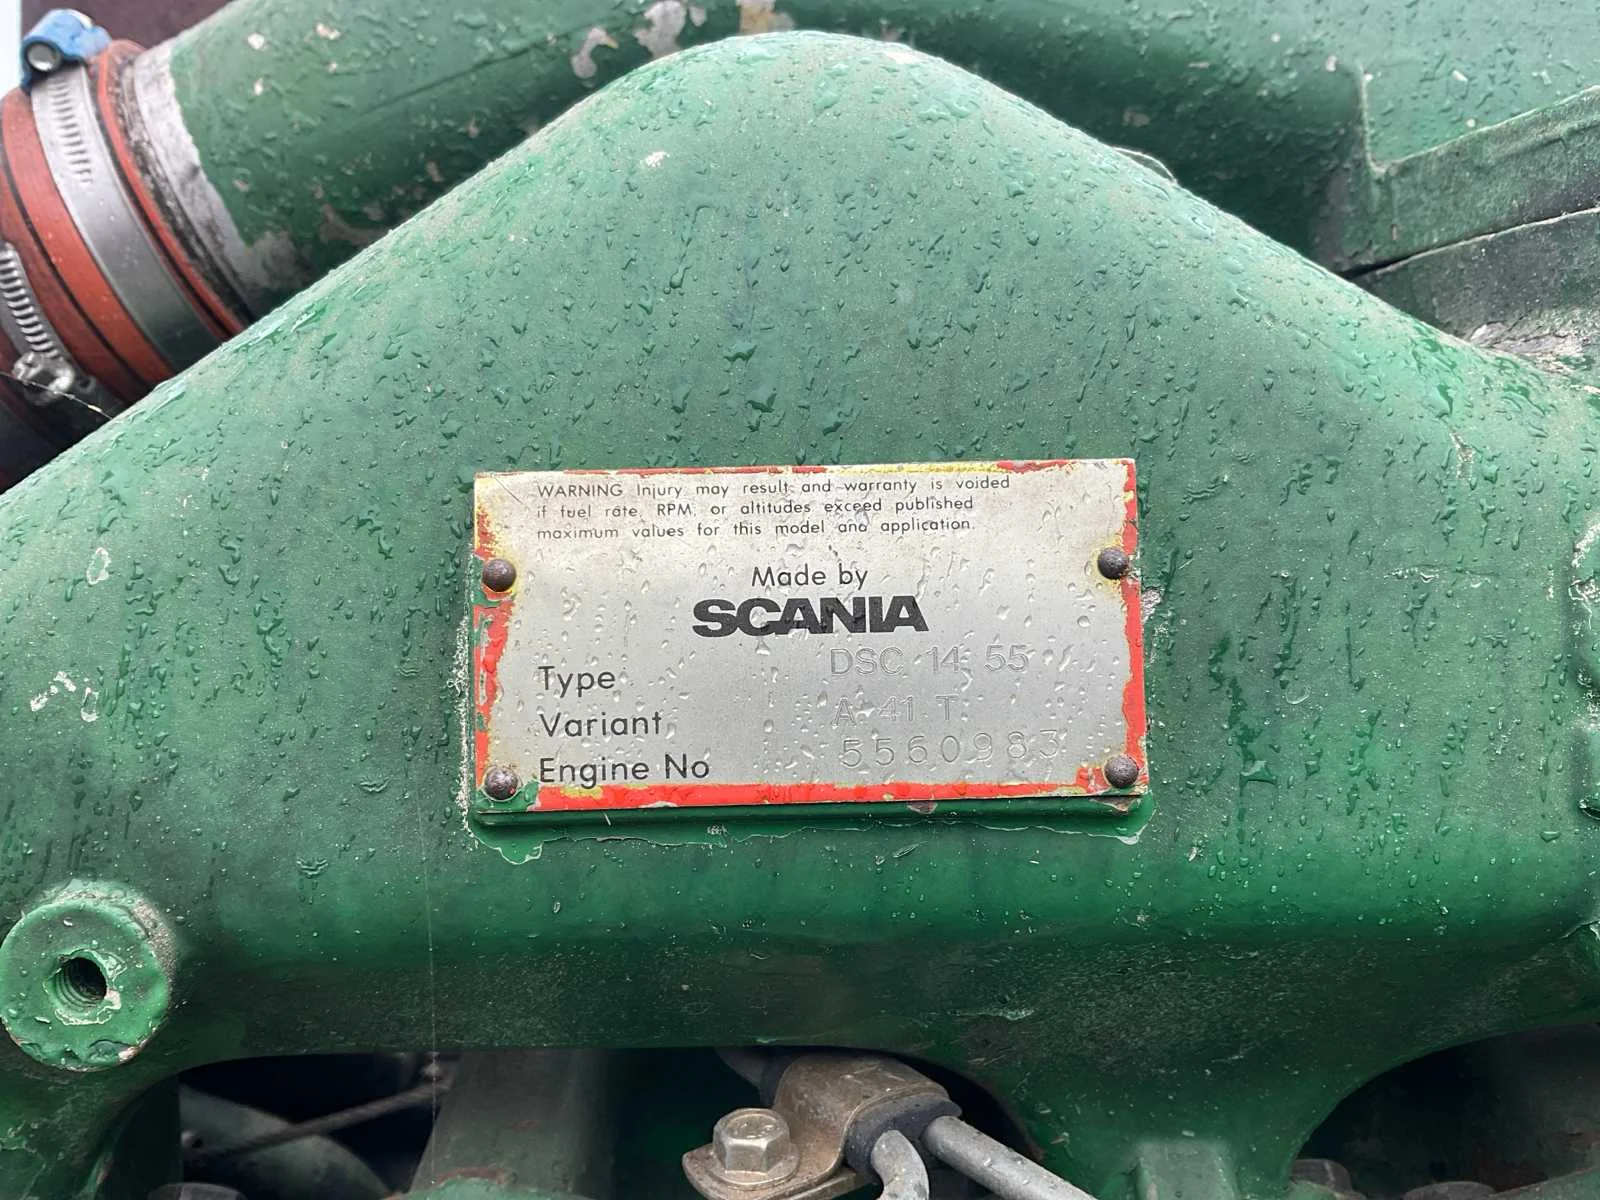 WARNING Injury may result and warranty is voided
if fuel rate, RPM, or altitudes exceed published
maximum values for this model and application.
Made by
SCANIA
Type DSC 14 55
Variant A 41 T
Engine No 5560983